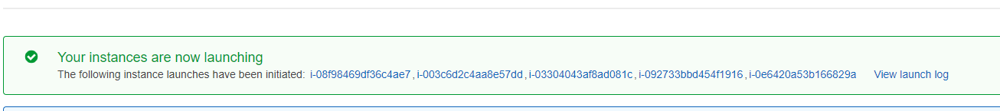 Your instances are now launching
The following instance launches have been initiated: i-08f98469df36c4ae7, i-003c6d2c4aa8e57dd, i-03304043af8ad081c, i-092733bbd454f1916, i-0e6420a53b166829a View launch log